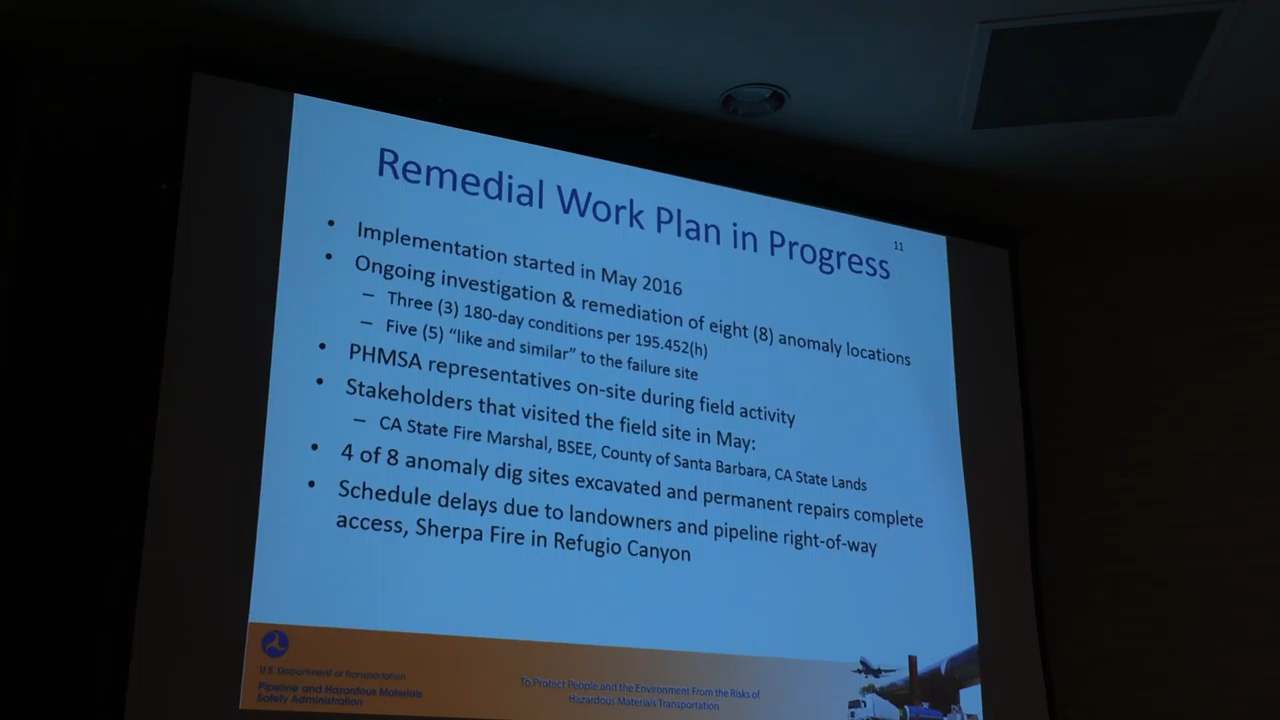 Remedial Work Plan in Progress
11
• Implementation started in May 2016
• Ongoing investigation & remediation of eight (8) anomaly locations
– Three (3) 180-day conditions per 195.452(h)
– Five (5) “like and similar” to the failure site
• PHMSA representatives on-site during field activity
• Stakeholders that visited the field site in May:
– CA State Fire Marshal, BSEE, County of Santa Barbara, CA State Lands
• 4 of 8 anomaly dig sites excavated and permanent repairs complete
• Schedule delays due to landowners and pipeline right-of-way
access, Sherpa Fire in Refugio Canyon
U.S. Department of Transportation
Pipeline and Hazardous Materials
Safety Administration
To Protect People and the Environment From the Risks of
Hazardous Materials Transportation